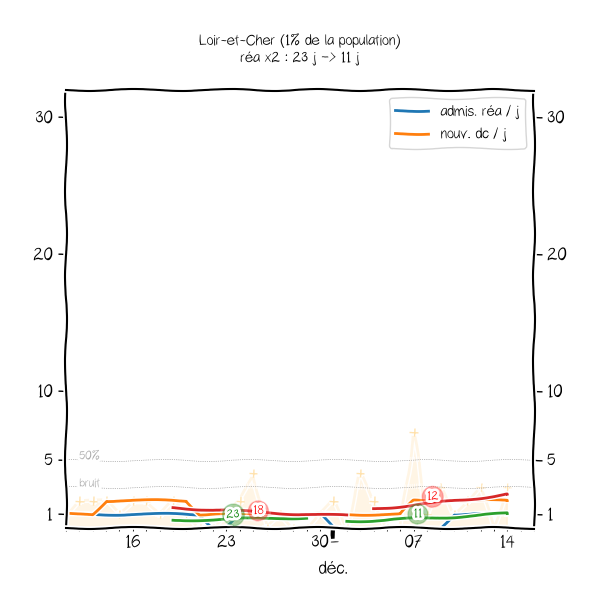 Loir-et-Cher (1% de la population)
réa x2 : 23 j -> 11 j
admis. réa / j
nouv. dc / j
30 30
20 20
10 10
5 5
50%
bruit
1 1
23 18 11 12
16 23 30 07 14
déc.